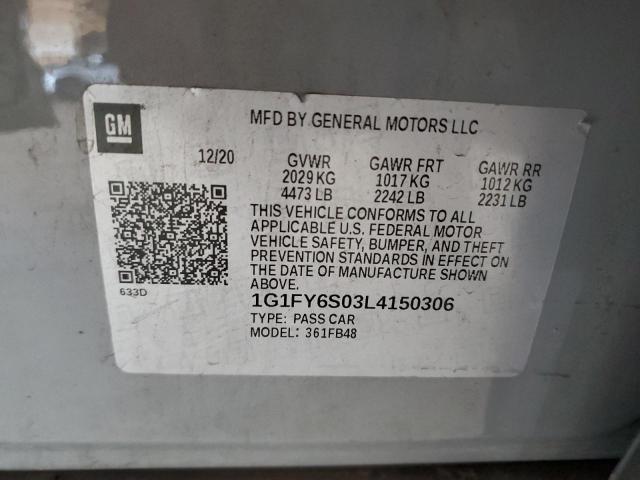 GM
MFD BY GENERAL MOTORS LLC
12/20 GVWR GAWR FRT GAWR RR
2029 KG 1017 KG 1012 KG
4473 LB 2242 LB 2231 LB
THIS VEHICLE CONFORMS TO ALL
APPLICABLE U.S. FEDERAL MOTOR
VEHICLE SAFETY, BUMPER, AND THEFT
PREVENTION STANDARDS IN EFFECT ON
THE DATE OF MANUFACTURE SHOWN
ABOVE.
633D
1G1FY6S03L4150306
TYPE: PASS CAR
MODEL: 361FB48